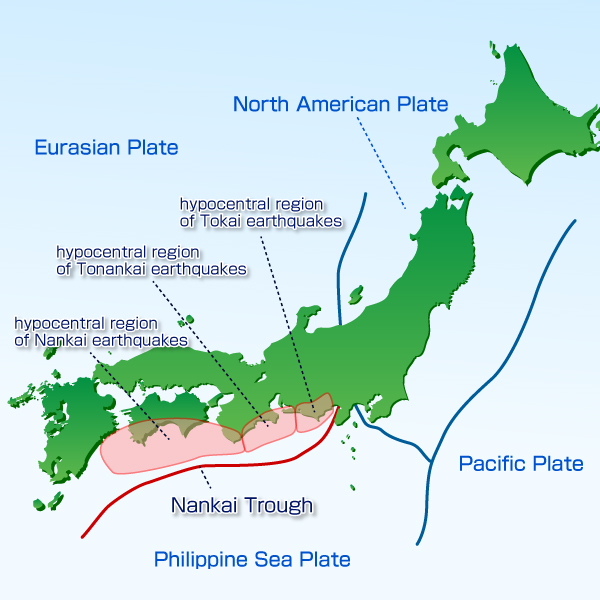 North American Plate
Eurasian Plate
hypocentral region
of Tokai earthquakes
hypocentral region
of Tonankai earthquakes
hypocentral region
of Nankai earthquakes
Pacific Plate
Nankai Trough
Philippine Sea Plate